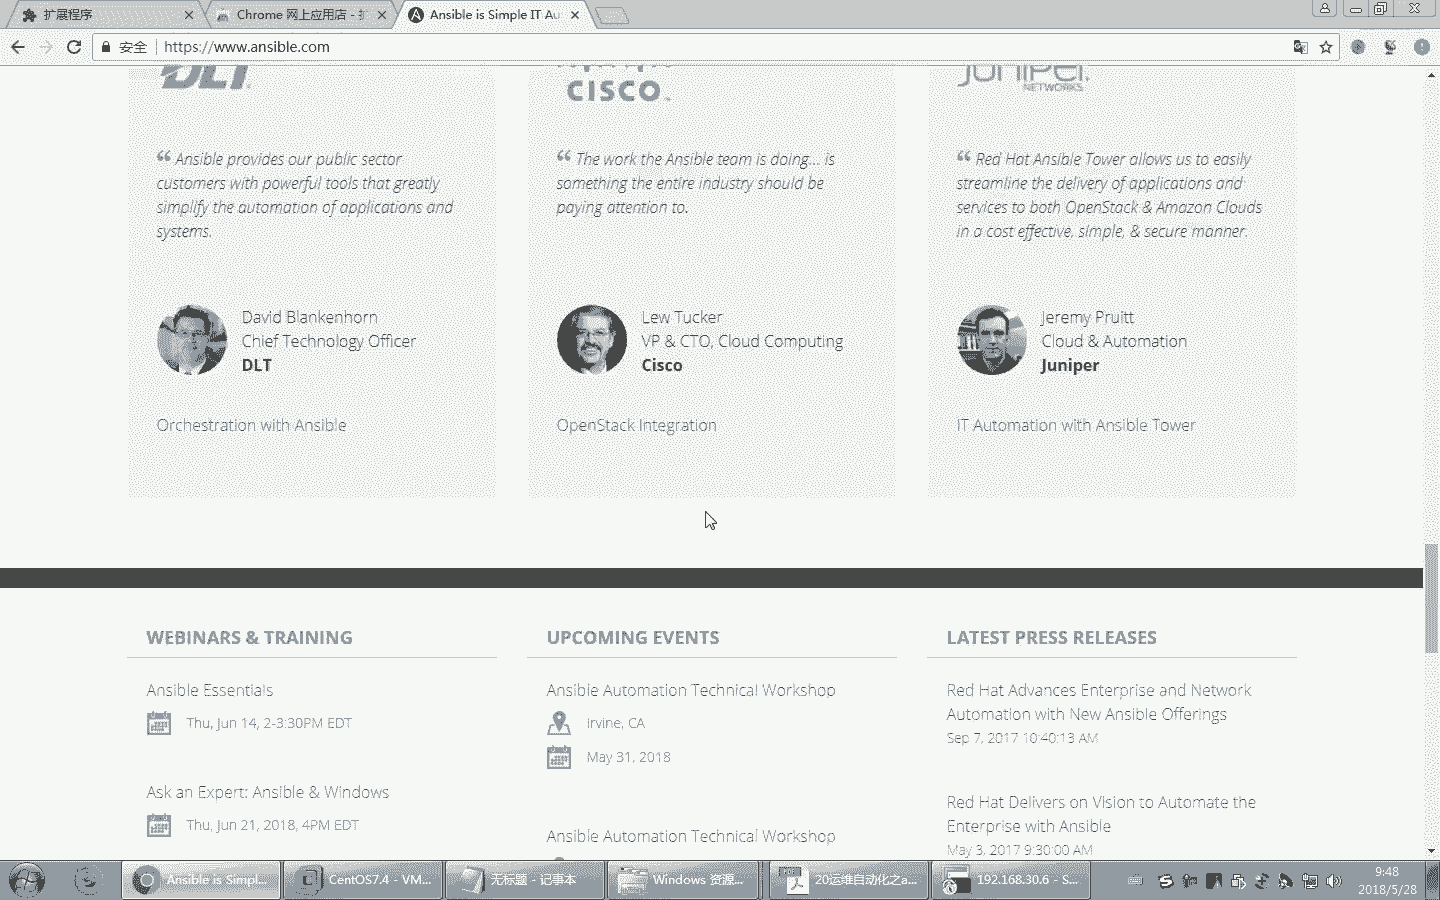 扩展程序
Chrome 网上应用店 - 扩
Ansible is Simple IT Au
安全
https://www.ansible.com
DLT
CISCO
JUNIPER
NETWORKS
“ Ansible provides our public sector
customers with powerful tools that greatly
simplify the automation of applications and
systems.
David Blankenhorn
Chief Technology Officer
DLT
Orchestration with Ansible
“ The work the Ansible team is doing... is
something the entire industry should be
paying attention to.
Lew Tucker
VP & CTO, Cloud Computing
Cisco
OpenStack Integration
“ Red Hat Ansible Tower allows us to easily
streamline the delivery of applications and
services to both OpenStack & Amazon Clouds
in a cost effective, simple, & secure manner.
Jeremy Pruitt
Cloud & Automation
Juniper
IT Automation with Ansible Tower
WEBINARS & TRAINING
Ansible Essentials
Thu, Jun 14, 2-3:30PM EDT
Ask an Expert: Ansible & Windows
Thu, Jun 21, 2018, 4PM EDT
UPCOMING EVENTS
Ansible Automation Technical Workshop
Irvine, CA
May 31, 2018
Ansible Automation Technical Workshop
LATEST PRESS RELEASES
Red Hat Advances Enterprise and Network
Automation with New Ansible Offerings
Sep 7, 2017 10:40:13 AM
Red Hat Delivers on Vision to Automate the
Enterprise with Ansible
May 3, 2017 9:30:00 AM
Ansible is Simpl...
CentOS7.4 - VM...
无标题 - 记事本
Windows 资源...
20运维自动化之a...
192.168.30.6 - S...
9:48
2018/5/28